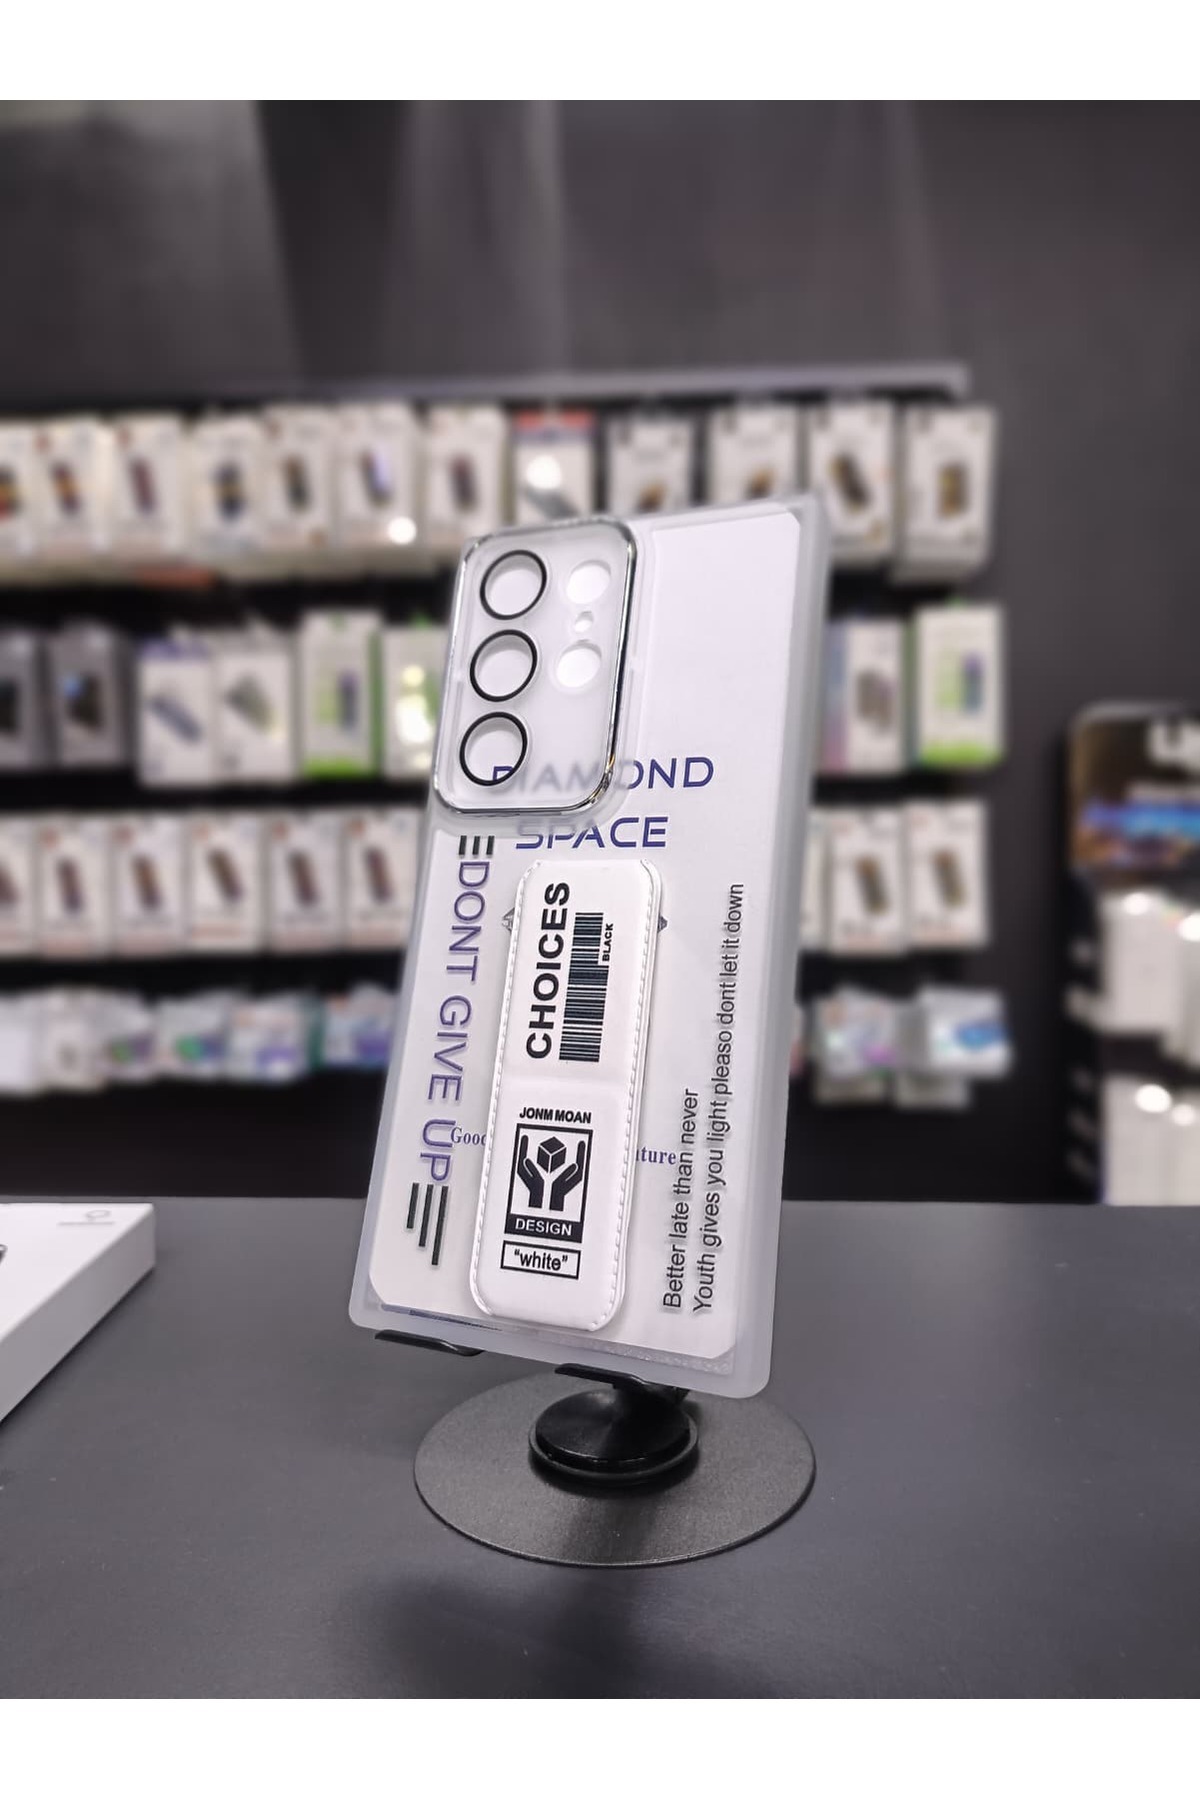 DIAMOND
SPACE
DONT GIVE UP
CHOICES
BLACK
JONM MOAN
DESIGN
"white"
Good
Better late than never
Youth gives you light pleaso dont let it down